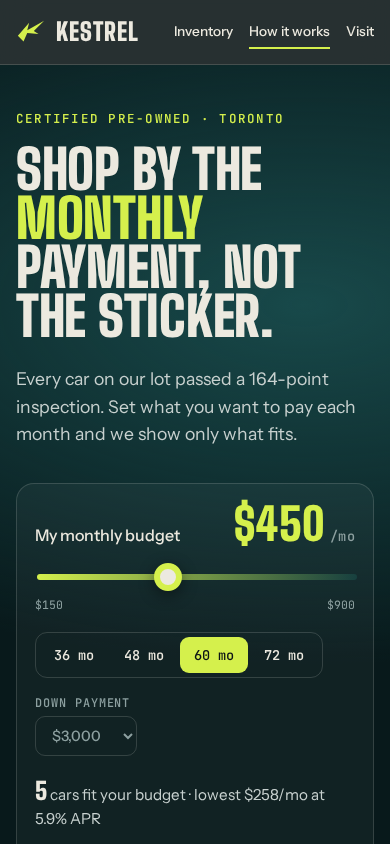 KESTREL
Inventory How it works Visit
CERTIFIED PRE-OWNED · TORONTO
SHOP BY THE
MONTHLY
PAYMENT, NOT
THE STICKER.
Every car on our lot passed a 164-point
inspection. Set what you want to pay each
month and we show only what fits.
My monthly budget $450 /mo
$150 $900
36 mo 48 mo 60 mo 72 mo
DOWN PAYMENT
$3,000
5 cars fit your budget · lowest $258/mo at
5.9% APR